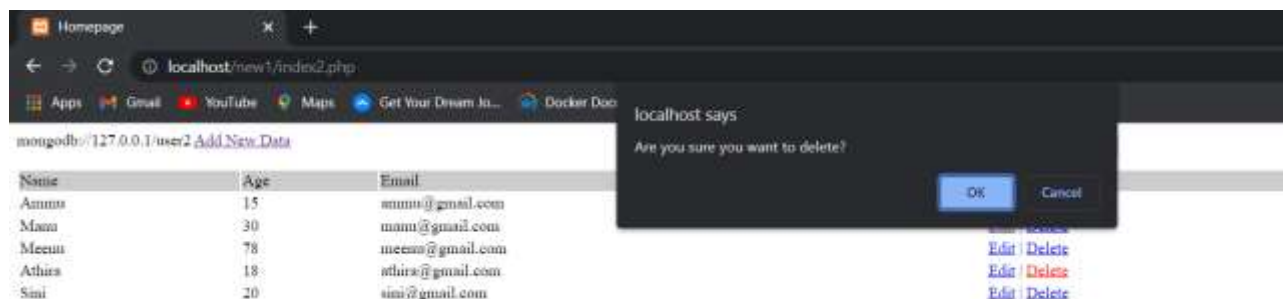 Homepage
localhost/new1/index2.php
Apps Gmail YouTube Maps Get Your Dream Jo... Docker Doc
localhost says
Are you sure you want to delete?
OK Cancel
mongodb://127.0.0.1/user2 Add New Data
Name Age Email
Ammu 15 ammu@gmail.com
Manu 30 manu@gmail.com
Meenu 78 meenu@gmail.com Edit | Delete
Athira 18 athira@gmail.com Edit | Delete
Sini 20 sini@gmail.com Edit | Delete